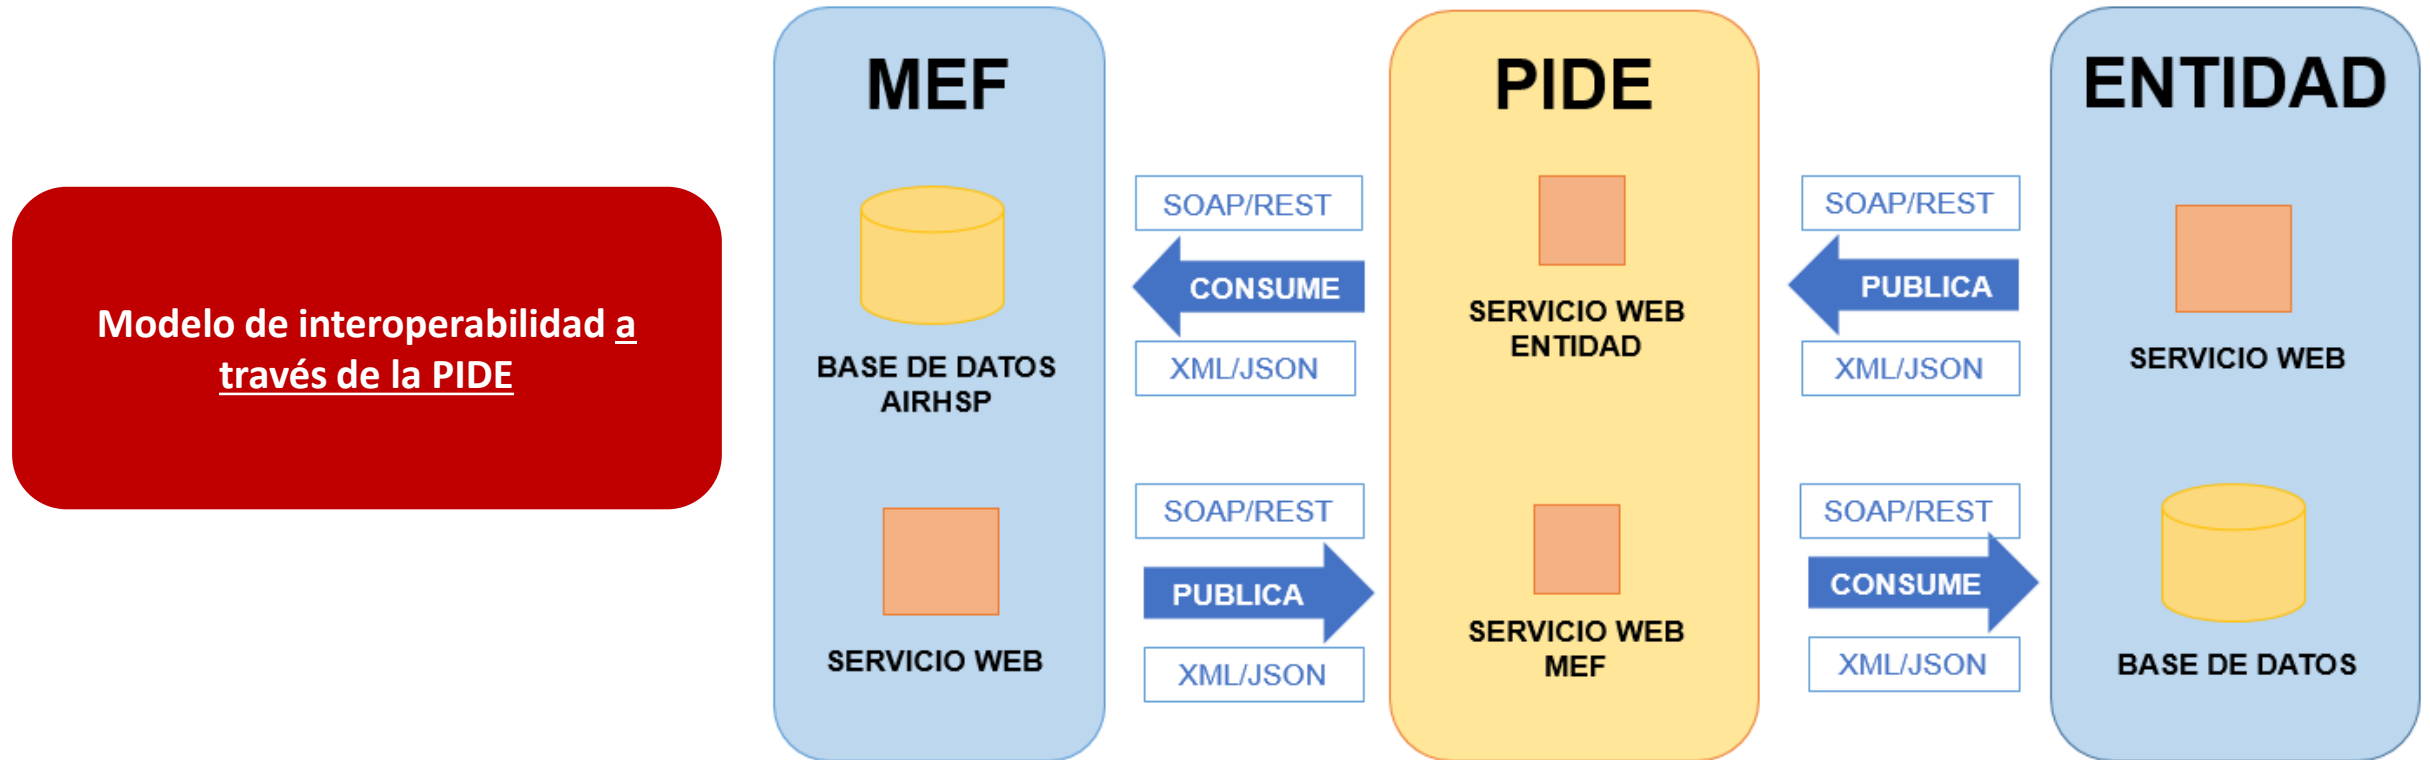 Modelo de interoperabilidad a
través de la PIDE
MEF
BASE DE DATOS
AIRHSP
SERVICIO WEB
SOAP/REST
CONSUME
XML/JSON
SOAP/REST
PUBLICA
XML/JSON
PIDE
SERVICIO WEB
ENTIDAD
SERVICIO WEB
MEF
SOAP/REST
PUBLICA
XML/JSON
SOAP/REST
CONSUME
XML/JSON
ENTIDAD
SERVICIO WEB
BASE DE DATOS